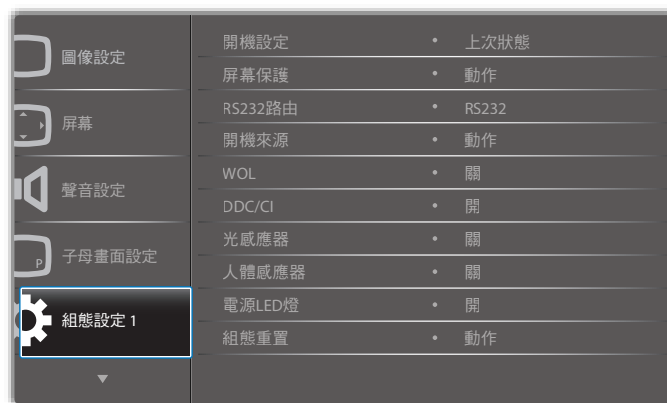 圖像設定
屏幕
聲音設定
子母畫面設定
P
組態設定 1
開機設定 • 上次狀態
屏幕保護 • 動作
RS232路由 • RS232
開機來源 • 動作
WOL • 關
DDC/CI • 開
光感應器 • 關
人體感應器 • 關
電源LED燈 • 開
組態重置 • 動作